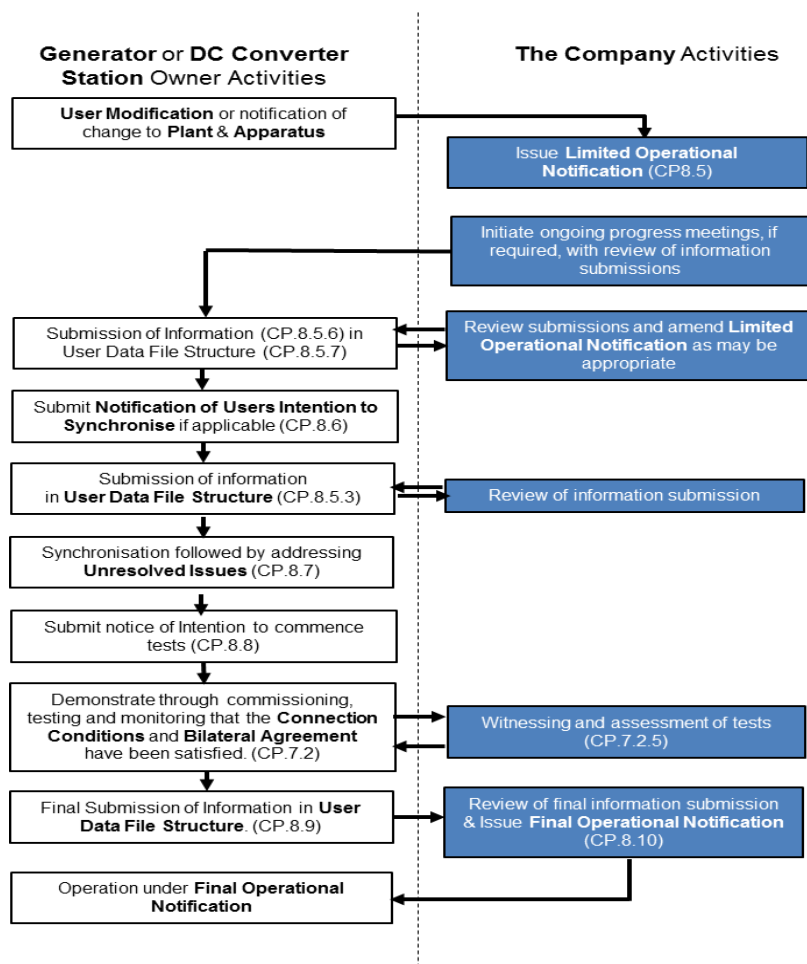 Generator or DC Converter
Station Owner Activities
The Company Activities
User Modification or notification of
change to Plant & Apparatus
Issue Limited Operational
Notification (CP8.5)
Initiate ongoing progress meetings, if
required, with review of information
submissions
Submission of Information (CP.8.5.6) in
User Data File Structure (CP.8.5.7)
Review submissions and amend Limited
Operational Notification as may be
appropriate
Submit Notification of Users Intention to
Synchronise if applicable (CP.8.6)
Submission of information
in User Data File Structure (CP.8.5.3)
Review of information submission
Synchronisation followed by addressing
Unresolved Issues (CP.8.7)
Submit notice of Intention to commence
tests (CP.8.8)
Demonstrate through commissioning,
testing and monitoring that the Connection
Conditions and Bilateral Agreement
have been satisfied. (CP.7.2)
Witnessing and assessment of tests
(CP.7.2.5)
Final Submission of Information in User
Data File Structure. (CP.8.9)
Review of final information submission
& Issue Final Operational Notification
(CP.8.10)
Operation under Final Operational
Notification